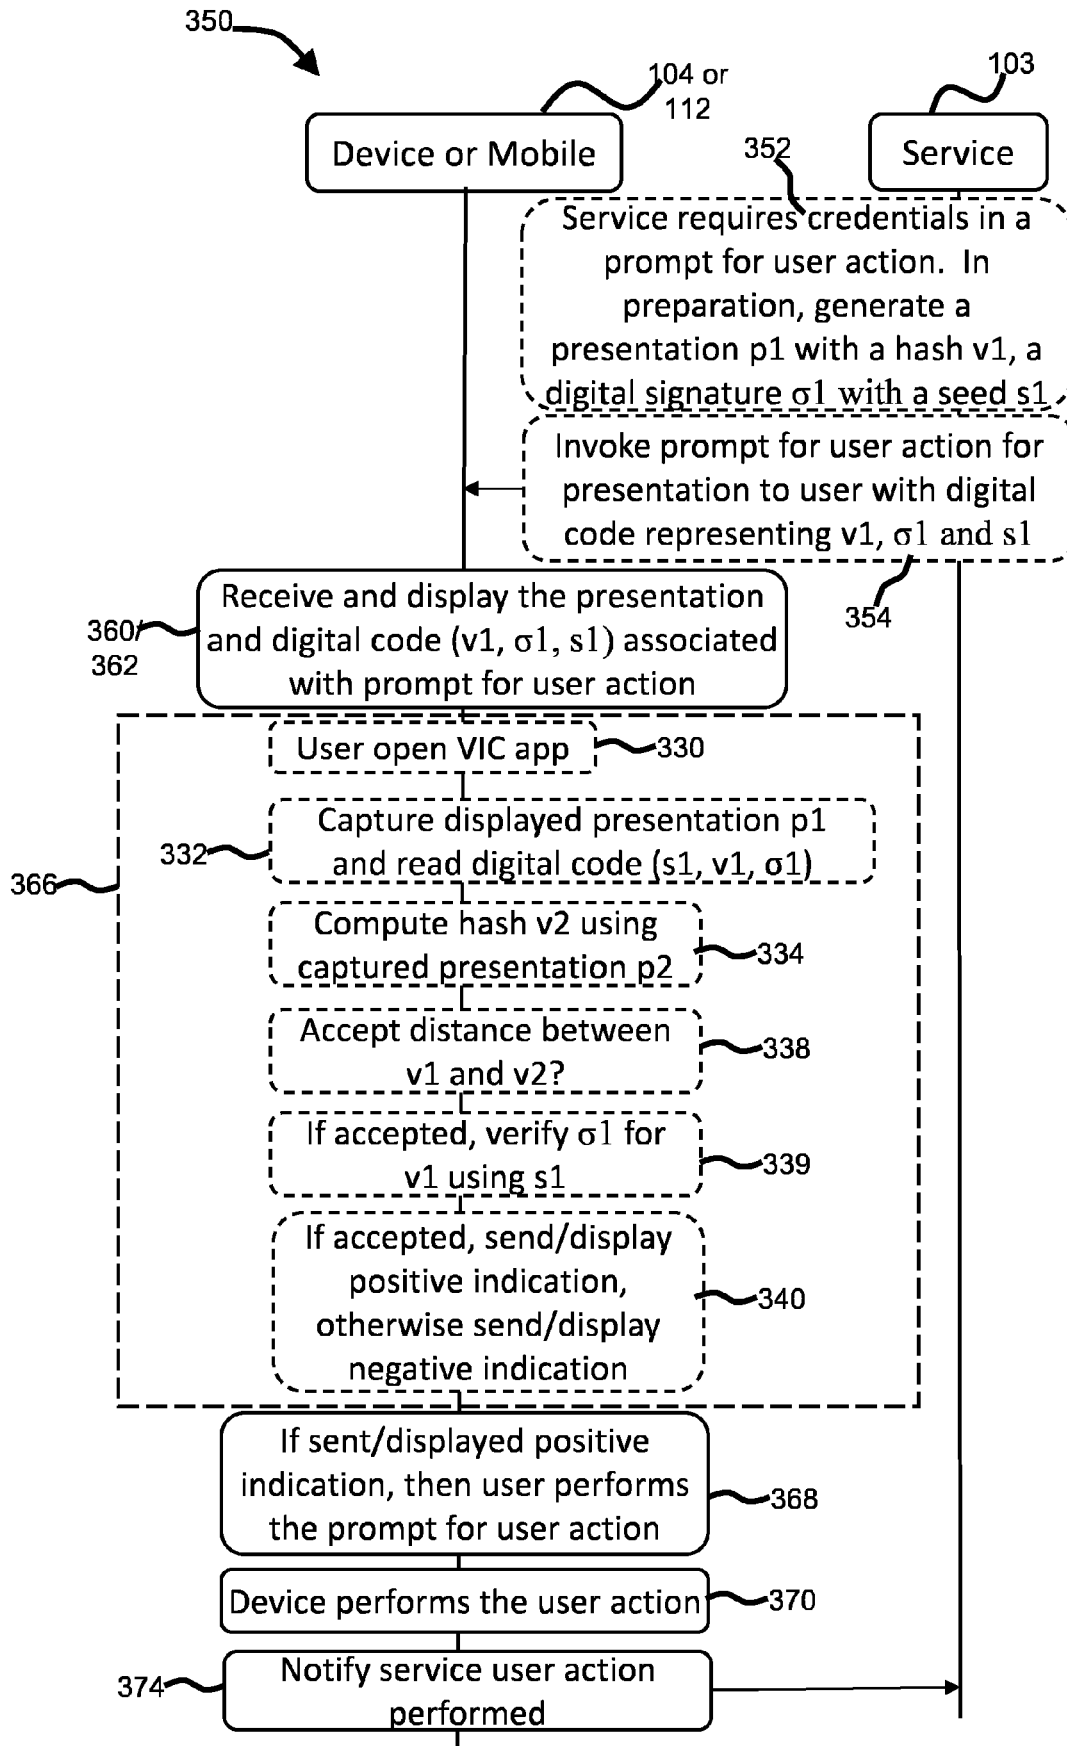 350
104 or
112
103
Device or Mobile
352
Service
Service requires credentials in a
prompt for user action. In
preparation, generate a
presentation p1 with a hash v1, a
digital signature σ1 with a seed s1
Invoke prompt for user action for
presentation to user with digital
code representing v1, σ1 and s1
354
Receive and display the presentation
and digital code (v1, σ1, s1) associated
with prompt for user action
360/
362
User open VIC app
330
Capture displayed presentation p1
and read digital code (s1, v1, σ1)
332
366
Compute hash v2 using
captured presentation p2
334
Accept distance between
v1 and v2?
338
If accepted, verify σ1 for
v1 using s1
339
If accepted, send/display
positive indication,
otherwise send/display
negative indication
340
If sent/displayed positive
indication, then user performs
the prompt for user action
368
Device performs the user action
370
Notify service user action
performed
374